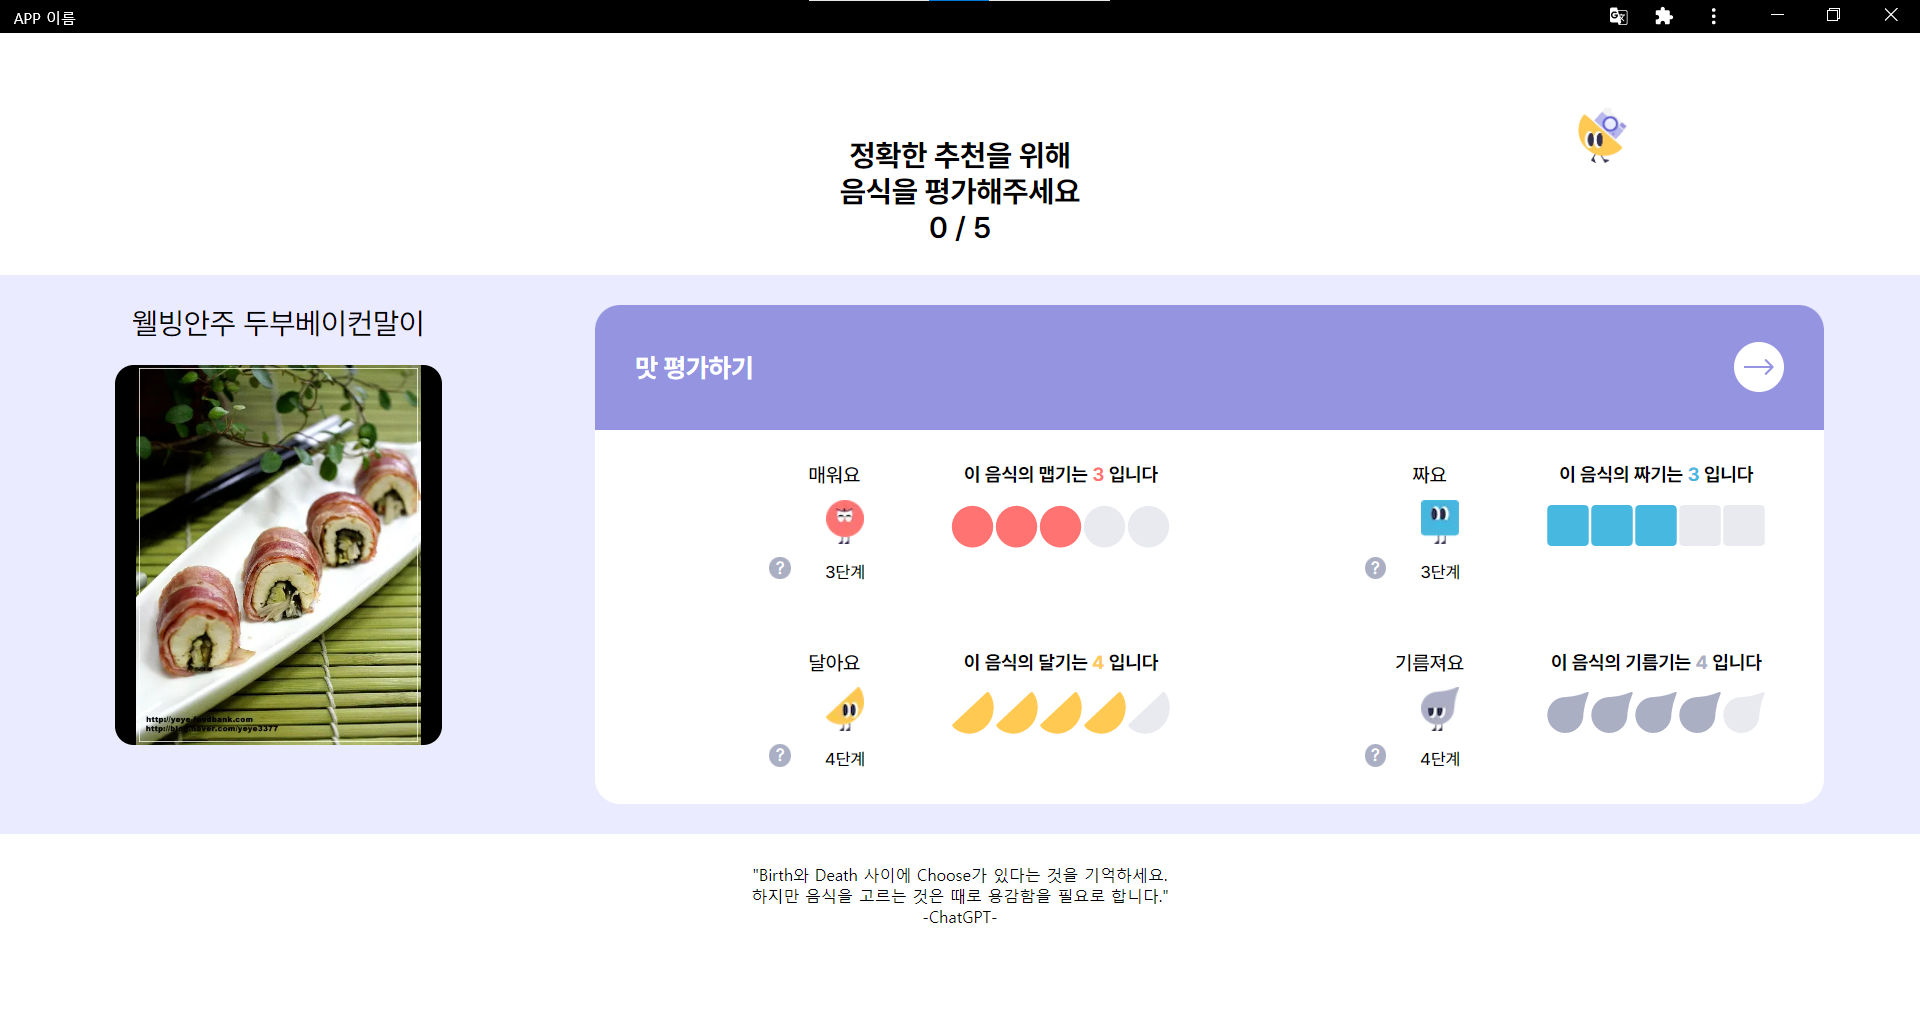 APP 이름
정확한 추천을 위해
음식을 평가해주세요
0 / 5
웰빙안주 두부베이컨말이
http://yeye-foodbank.com
http://blog.naver.com/yeye3377
맛 평가하기
매워요
이 음식의 맵기는 3 입니다
?
3단계
짜요
이 음식의 짜기는 3 입니다
?
3단계
달아요
이 음식의 달기는 4 입니다
?
4단계
기름져요
이 음식의 기름기는 4 입니다
?
4단계
"Birth와 Death 사이에 Choose가 있다는 것을 기억하세요.
하지만 음식을 고르는 것은 때로 용감함을 필요로 합니다."
-ChatGPT-